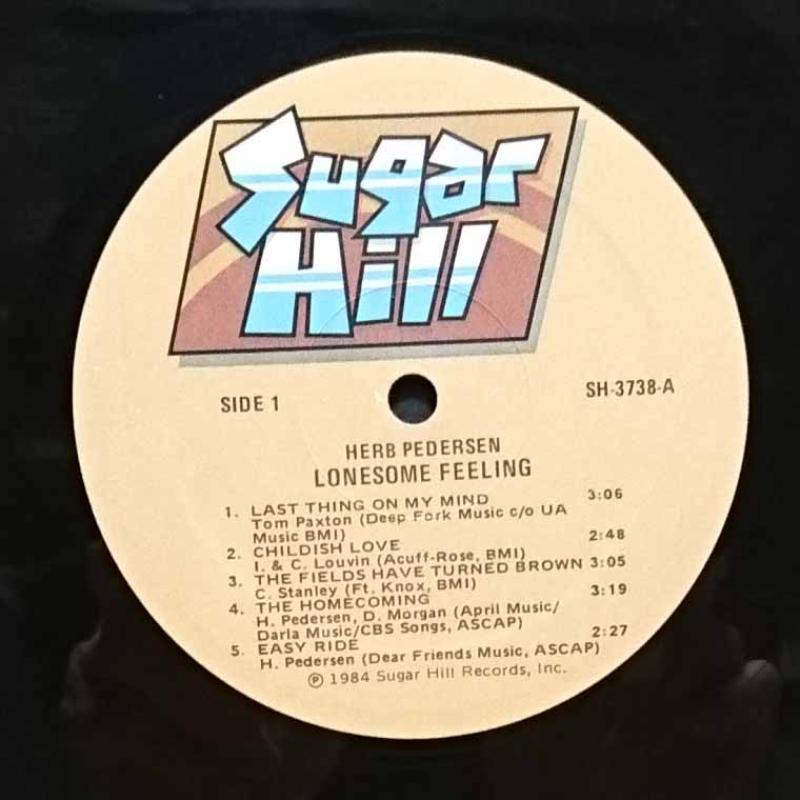 Sugar
Hill
SIDE 1
SH-3738-A
HERB PEDERSEN
LONESOME FEELING
1. LAST THING ON MY MIND 3:06
Tom Paxton (Deep Fork Music c/o UA
Music BMI)
2. CHILDISH LOVE 2:48
I. & C. Louvin (Acuff-Rose, BMI)
3. THE FIELDS HAVE TURNED BROWN 3:05
C. Stanley (Ft. Knox, BMI)
4. THE HOMECOMING 3:19
H. Pedersen, D. Morgan (April Music/
Darla Music/CBS Songs, ASCAP)
5. EASY RIDE 2:27
H. Pedersen (Dear Friends Music, ASCAP)
℗ 1984 Sugar Hill Records, Inc.